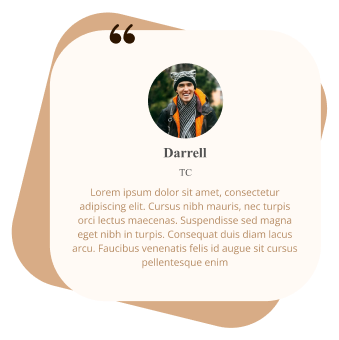 “
Darrell
TC
Lorem ipsum dolor sit amet, consectetur
adipiscing elit. Cursus nibh mauris, nec turpis
orci lectus maecenas. Suspendisse sed magna
eget nibh in turpis. Consequat duis diam lacus
arcu. Faucibus venenatis felis id augue sit cursus
pellentesque enim